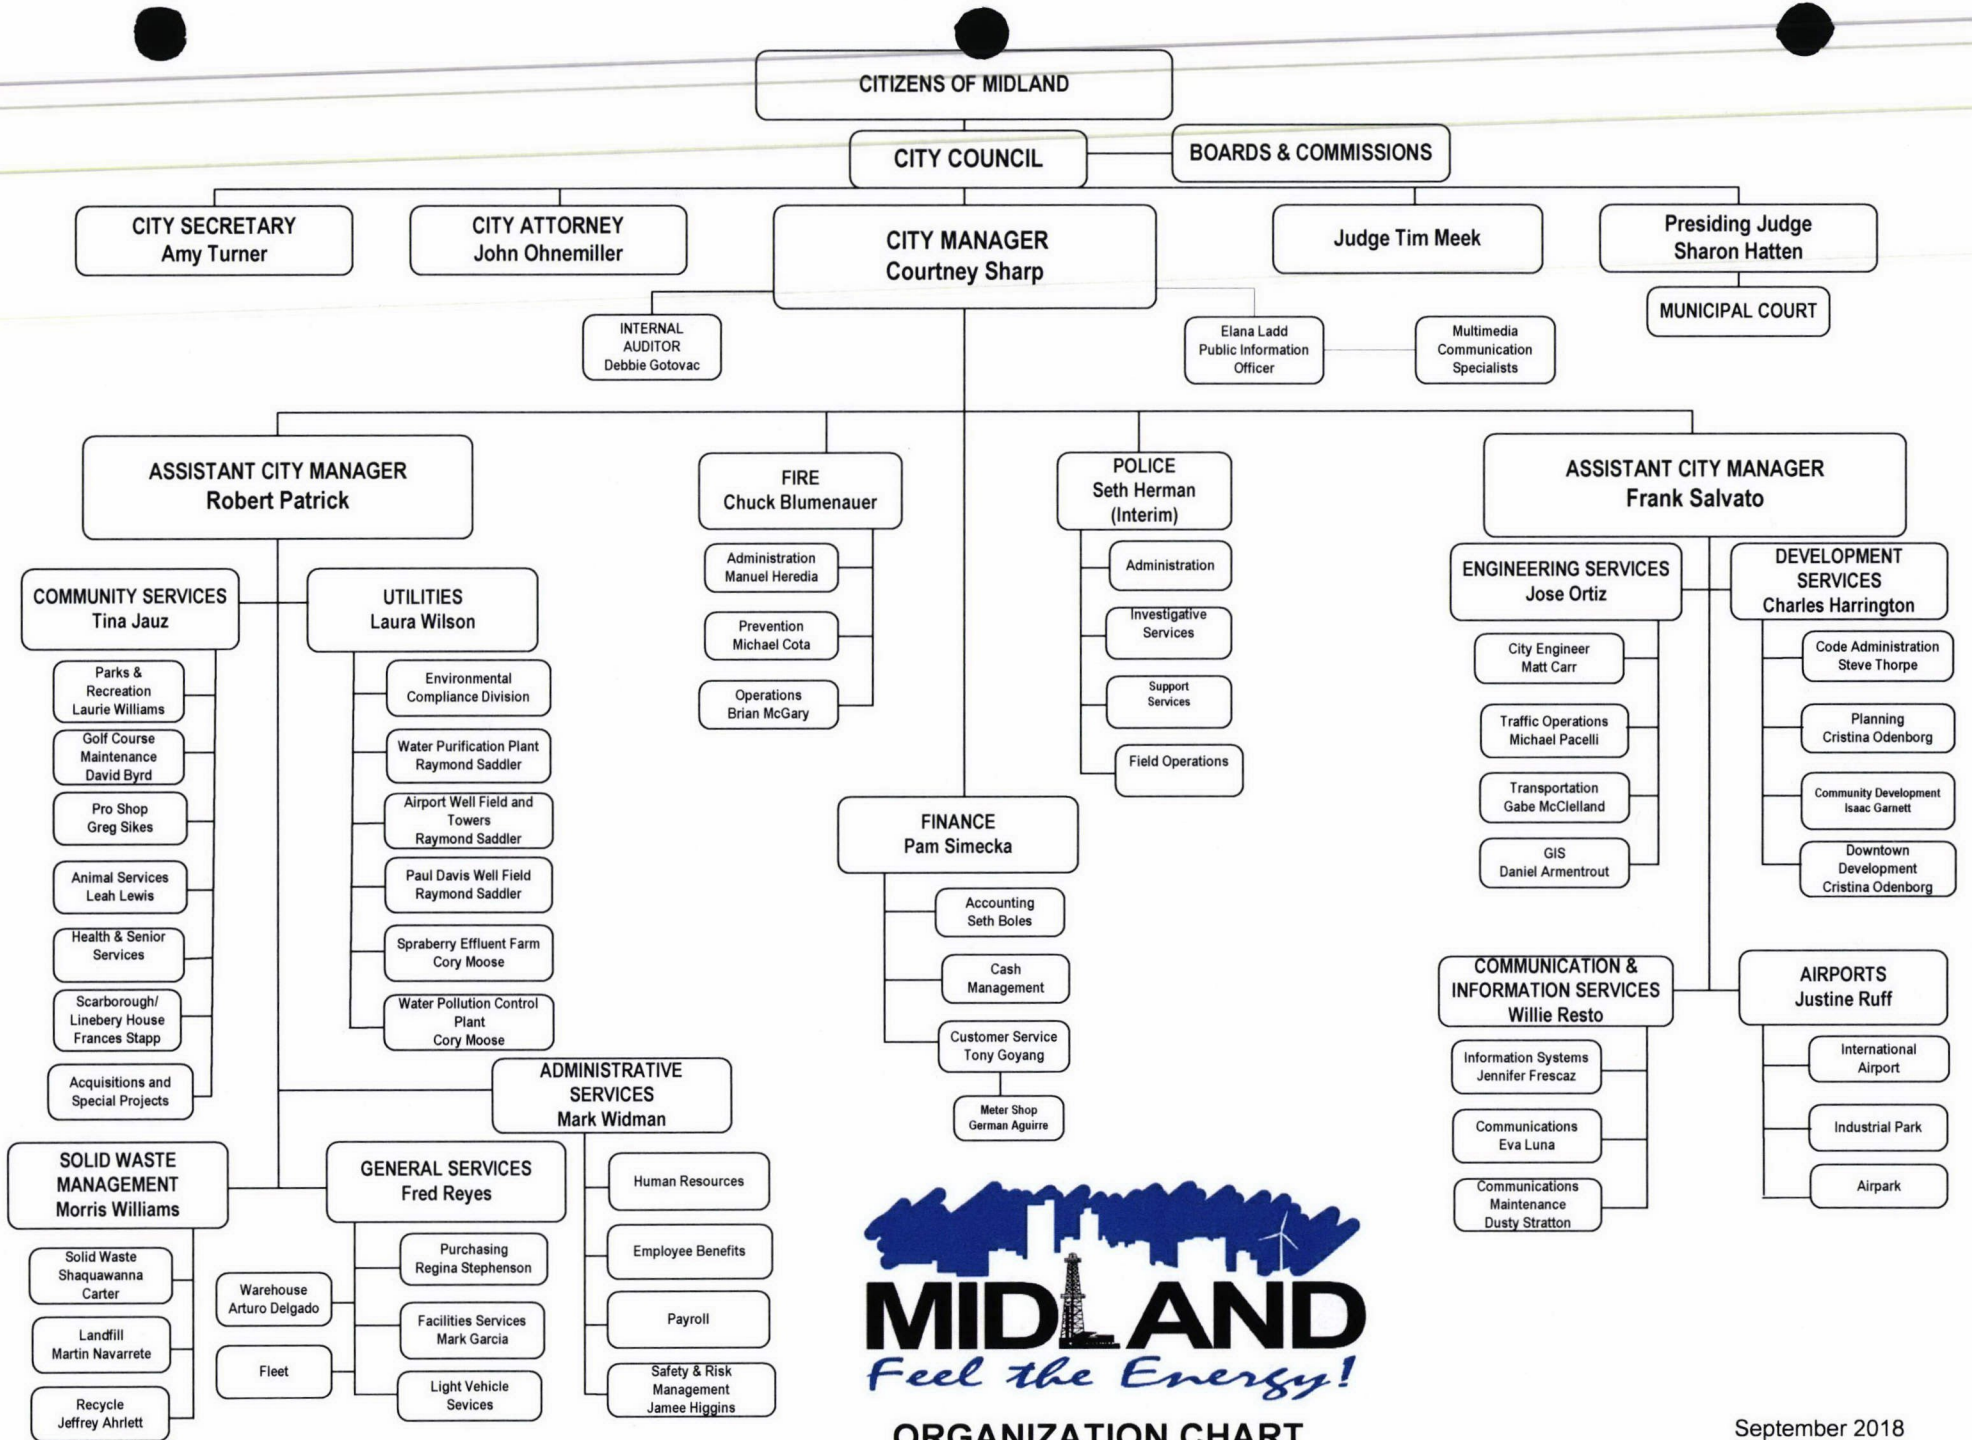 CITIZENS OF MIDLAND
CITY COUNCIL
BOARDS & COMMISSIONS
CITY SECRETARY
Amy Turner
CITY ATTORNEY
John Ohnemiller
CITY MANAGER
Courtney Sharp
Judge Tim Meek
Presiding Judge
Sharon Hatten
MUNICIPAL COURT
INTERNAL
AUDITOR
Debbie Gotovac
Elana Ladd
Public Information
Officer
Multimedia
Communication
Specialists
ASSISTANT CITY MANAGER
Robert Patrick
COMMUNITY SERVICES
Tina Jauz
Parks &
Recreation
Laurie Williams
Golf Course
Maintenance
David Byrd
Pro Shop
Greg Sikes
Animal Services
Leah Lewis
Health & Senior
Services
Scarborough/
Linebery House
Frances Stapp
Acquisitions and
Special Projects
UTILITIES
Laura Wilson
Environmental
Compliance Division
Water Purification Plant
Raymond Saddler
Airport Well Field and
Towers
Raymond Saddler
Paul Davis Well Field
Raymond Saddler
Spraberry Effluent Farm
Cory Moose
Water Pollution Control
Plant
Cory Moose
ADMINISTRATIVE
SERVICES
Mark Widman
Human Resources
Employee Benefits
Payroll
Safety & Risk
Management
Jamee Higgins
SOLID WASTE
MANAGEMENT
Morris Williams
Solid Waste
Shaquawanna
Carter
Landfill
Martin Navarrete
Recycle
Jeffrey Ahrlett
GENERAL SERVICES
Fred Reyes
Purchasing
Regina Stephenson
Warehouse
Arturo Delgado
Facilities Services
Mark Garcia
Fleet
Light Vehicle
Sevices
FIRE
Chuck Blumenauer
Administration
Manuel Heredia
Prevention
Michael Cota
Operations
Brian McGary
POLICE
Seth Herman
(Interim)
Administration
Investigative
Services
Support
Services
Field Operations
FINANCE
Pam Simecka
Accounting
Seth Boles
Cash
Management
Customer Service
Tony Goyang
Meter Shop
German Aguirre
ASSISTANT CITY MANAGER
Frank Salvato
ENGINEERING SERVICES
Jose Ortiz
City Engineer
Matt Carr
Traffic Operations
Michael Pacelli
Transportation
Gabe McClelland
GIS
Daniel Armentrout
DEVELOPMENT
SERVICES
Charles Harrington
Code Administration
Steve Thorpe
Planning
Cristina Odenborg
Community Development
Isaac Garnett
Downtown
Development
Cristina Odenborg
COMMUNICATION &
INFORMATION SERVICES
Willie Resto
Information Systems
Jennifer Frescaz
Communications
Eva Luna
Communications
Maintenance
Dusty Stratton
AIRPORTS
Justine Ruff
International
Airport
Industrial Park
Airpark
MIDLAND
Feel the Energy!
ORGANIZATION CHART
September 2018